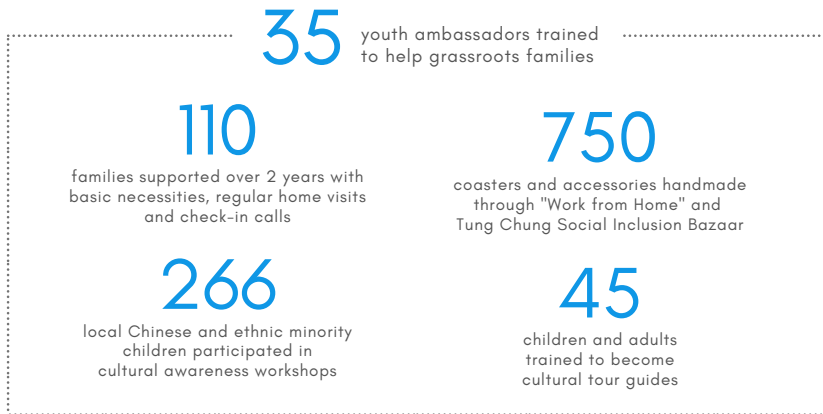 35
youth ambassadors trained
to help grassroots families
110
families supported over 2 years with
basic necessities, regular home visits
and check-in calls
750
coasters and accessories handmade
through "Work from Home" and
Tung Chung Social Inclusion Bazaar
266
local Chinese and ethnic minority
children participated in
cultural awareness workshops
45
children and adults
trained to become
cultural tour guides